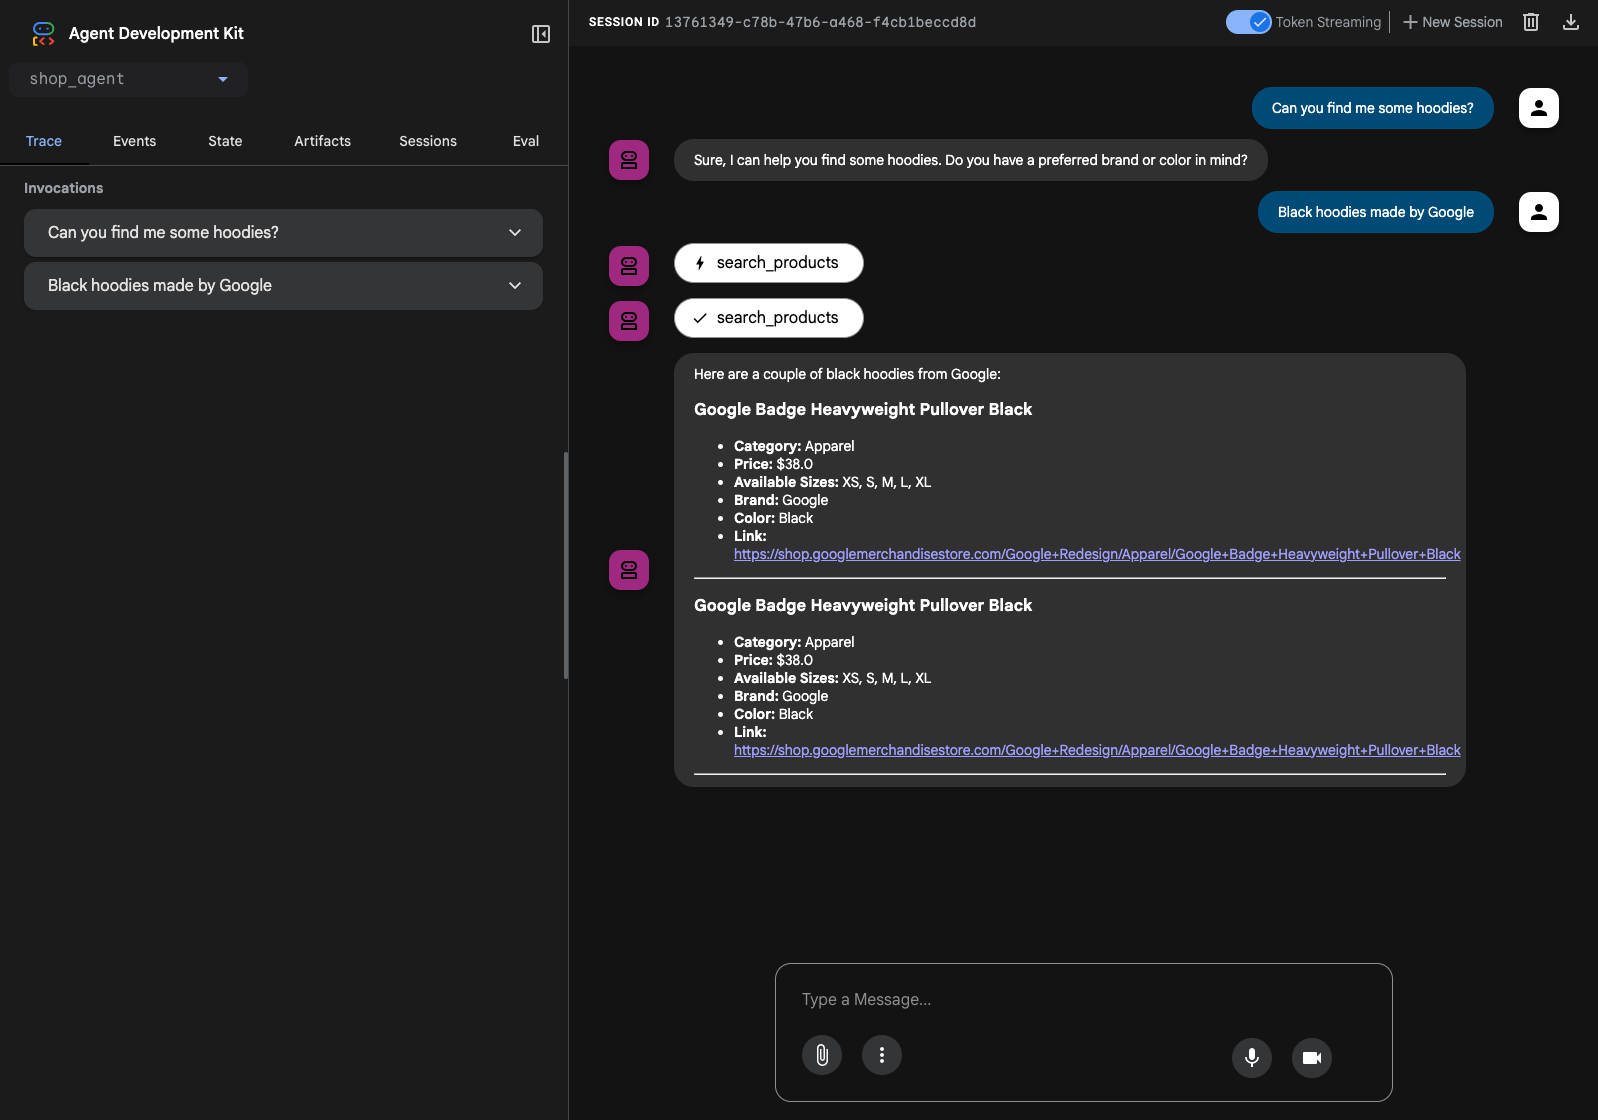 Agent Development Kit
shop_agent
Trace Events State Artifacts Sessions Eval
Invocations
Can you find me some hoodies?
Black hoodies made by Google
SESSION ID 13761349-c78b-47b6-a468-f4cb1beccd8d
Token Streaming
New Session
Can you find me some hoodies?
Sure, I can help you find some hoodies. Do you have a preferred brand or color in mind?
Black hoodies made by Google
search_products
search_products
Here are a couple of black hoodies from Google:
Google Badge Heavyweight Pullover Black
• Category: Apparel
• Price: $38.0
• Available Sizes: XS, S, M, L, XL
• Brand: Google
• Color: Black
• Link:
https://shop.googlemerchandisestore.com/Google+Redesign/Apparel/Google+Badge+Heavyweight+Pullover+Black
Google Badge Heavyweight Pullover Black
• Category: Apparel
• Price: $38.0
• Available Sizes: XS, S, M, L, XL
• Brand: Google
• Color: Black
• Link:
https://shop.googlemerchandisestore.com/Google+Redesign/Apparel/Google+Badge+Heavyweight+Pullover+Black
Type a Message...